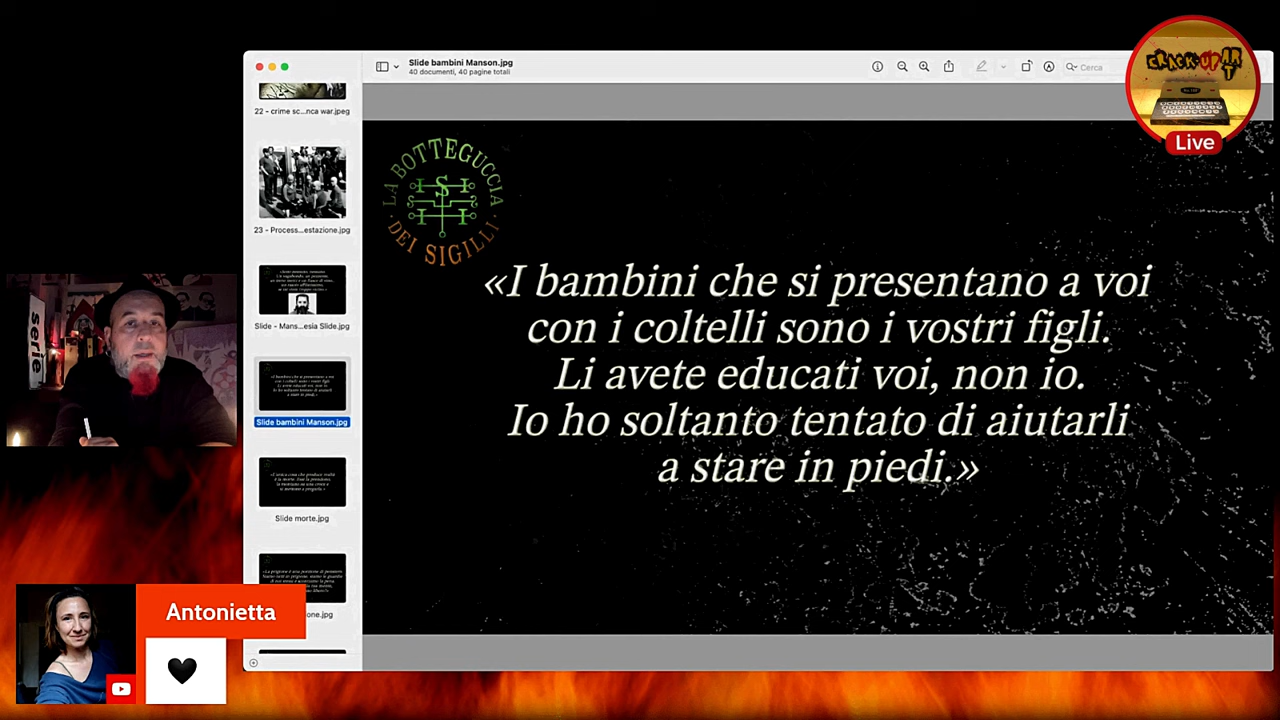 Slide bambini Manson.jpg
40 documenti, 40 pagine totali
Cerca
CRACK-UP ART
Live
22 - crime sc...nca war.jpeg
23 - Process...estazione.jpg
Slide - Mans...esia Slide.jpg
Slide bambini Manson.jpg
Slide morte.jpg
LA BOTTEGUCCIA
DEI SIGILLI
«I bambini che si presentano a voi
con i coltelli sono i vostri figli.
Li avete educati voi, non io.
Io ho soltanto tentato di aiutarli
a stare in piedi.»
serie
Antonietta